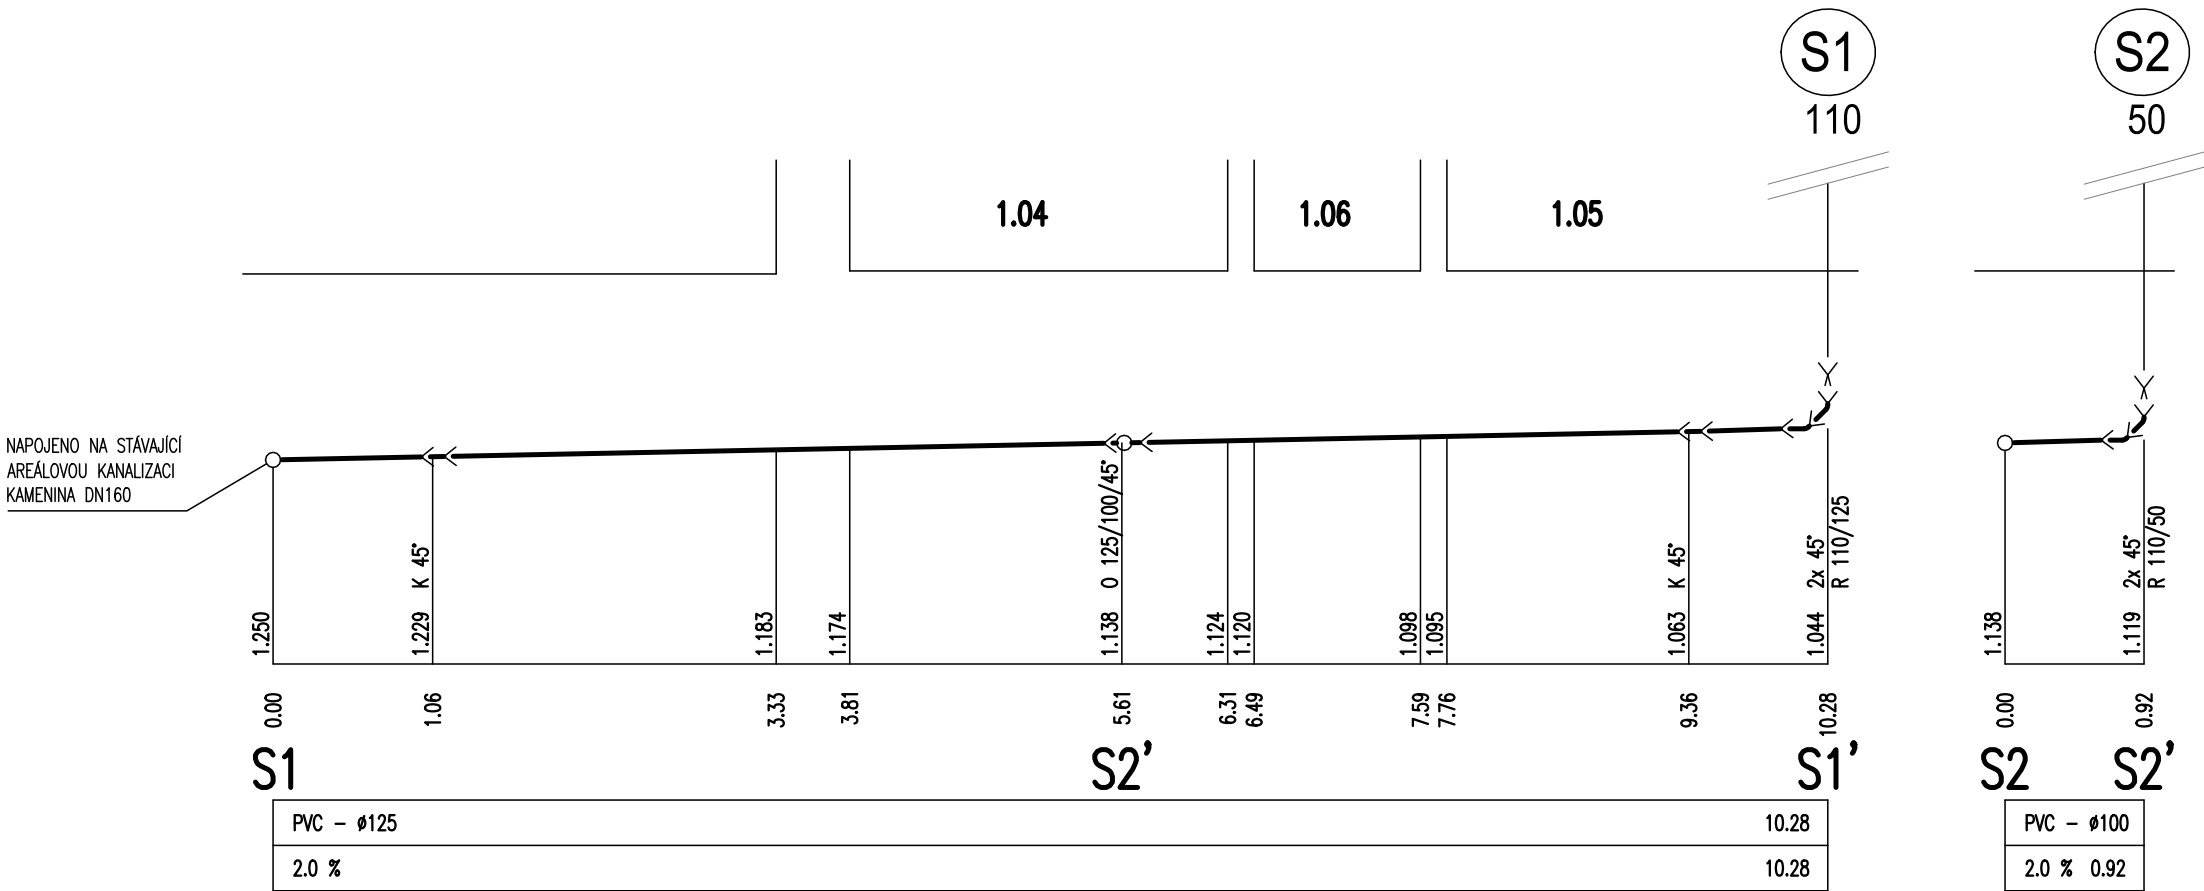 S1
S2
110
50
1.04
1.06
1.05
NAPOJENO NA STÁVAJÍCÍ
AREÁLOVOU KANALIZACI
KAMENINA DN160
1.250
1.229 K 45°
1.183
1.174
1.138 O 125/100/45°
1.124
1.120
1.098
1.095
1.063 K 45°
1.044 2x 45°
R 110/125
1.138
1.119 2x 45°
R 110/50
0.00
1.06
3.33
3.81
5.61
6.31
6.49
7.59
7.76
9.36
10.28
0.00
0.92
S1
S2'
S1'
S2
S2'
PVC - ø125 10.28
2.0 % 10.28
PVC - ø100
2.0 % 0.92